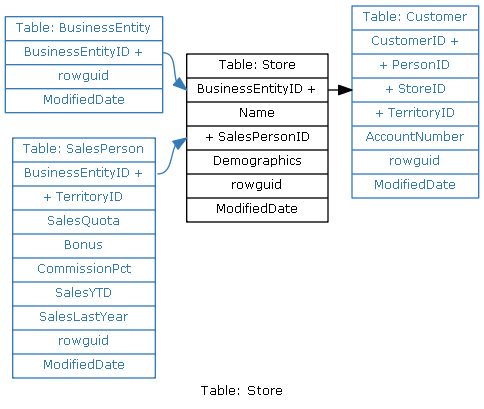 Table: BusinessEntity
BusinessEntityID +
rowguid
ModifiedDate
Table: SalesPerson
BusinessEntityID +
+ TerritoryID
SalesQuota
Bonus
CommissionPct
SalesYTD
SalesLastYear
rowguid
ModifiedDate
Table: Store
BusinessEntityID +
Name
+ SalesPersonID
Demographics
rowguid
ModifiedDate
Table: Customer
CustomerID +
+ PersonID
+ StoreID
+ TerritoryID
AccountNumber
rowguid
ModifiedDate
Table: Store